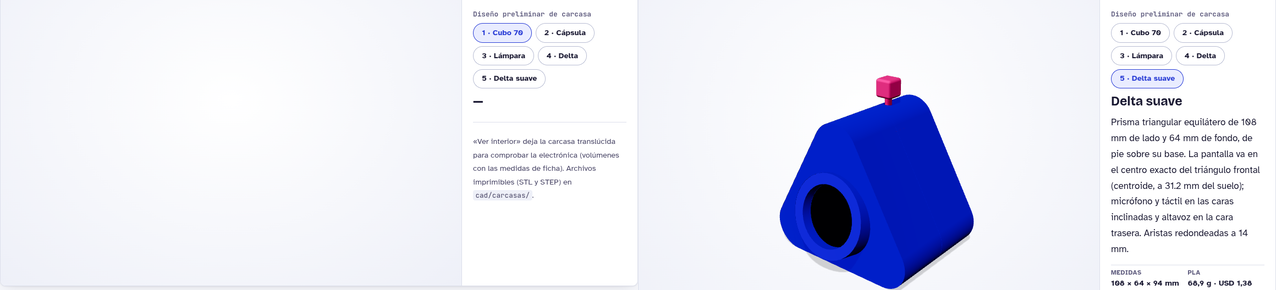 Diseño preliminar de carcasa
1 · Cubo 70
2 · Cápsula
3 · Lámpara
4 · Delta
5 · Delta suave
—
«Ver interior» deja la carcasa translúcida
para comprobar la electrónica (volúmenes
con las medidas de ficha). Archivos
imprimibles (STL y STEP) en
cad/carcasas/.
Diseño preliminar de carcasa
1 · Cubo 70
2 · Cápsula
3 · Lámpara
4 · Delta
5 · Delta suave
Delta suave
Prisma triangular equilátero de 108
mm de lado y 64 mm de fondo, de
pie sobre su base. La pantalla va en
el centro exacto del triángulo frontal
(centroide, a 31.2 mm del suelo);
micrófono y táctil en las caras
inclinadas y altavoz en la cara
trasera. Aristas redondeadas a 14
mm.
MEDIDAS
PLA
108 × 64 × 94 mm
68,9 g · USD 1,38